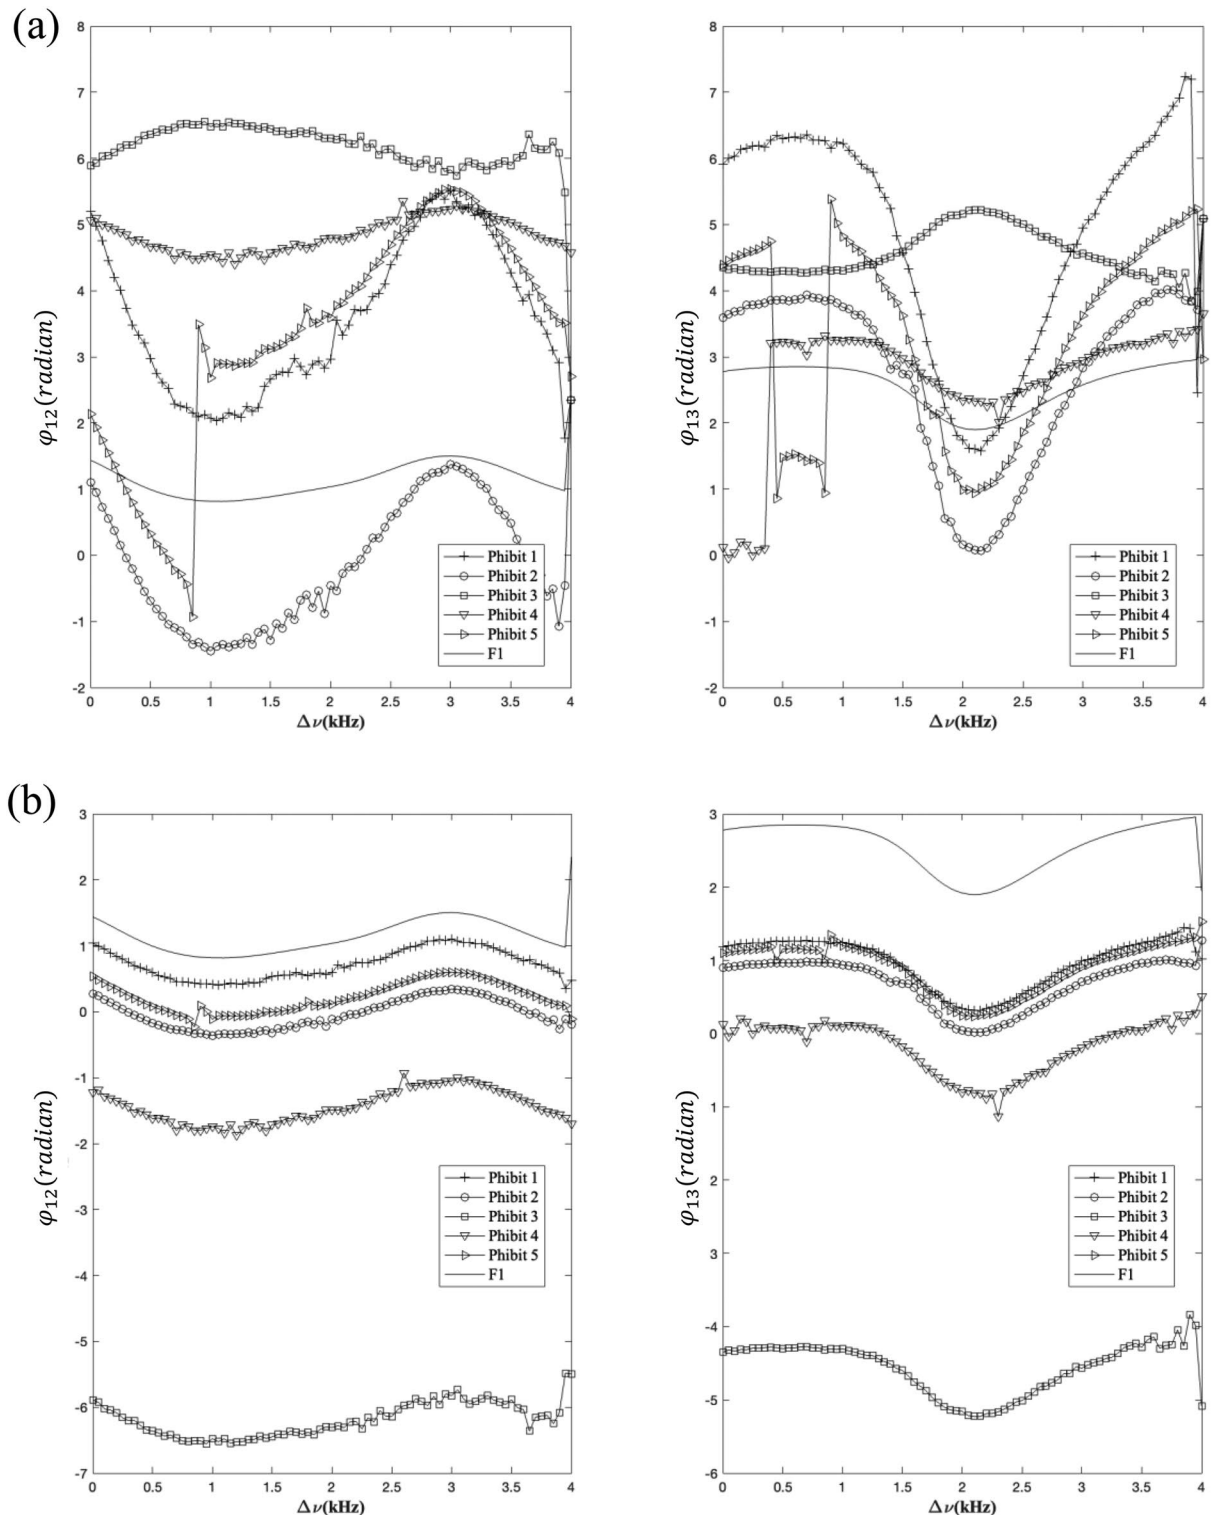 (a)
8
7
6
5
4
3
2
1
0
-1
-2
φ12(radian)
0 0.5 1 1.5 2 2.5 3 3.5 4
Δν(kHz)
Phibit 1
Phibit 2
Phibit 3
Phibit 4
Phibit 5
F1
8
7
6
5
4
3
2
1
0
-1
-2
φ13(radian)
0 0.5 1 1.5 2 2.5 3 3.5 4
Δν(kHz)
Phibit 1
Phibit 2
Phibit 3
Phibit 4
Phibit 5
F1
(b)
3
2
1
0
-1
-2
-3
-4
-5
-6
-7
φ12(radian)
0 0.5 1 1.5 2 2.5 3 3.5 4
Δν(kHz)
Phibit 1
Phibit 2
Phibit 3
Phibit 4
Phibit 5
F1
3
2
1
0
1
2
3
-4
-5
-6
φ13(radian)
0 0.5 1 1.5 2 2.5 3 3.5 4
Δν(kHz)
Phibit 1
Phibit 2
Phibit 3
Phibit 4
Phibit 5
F1